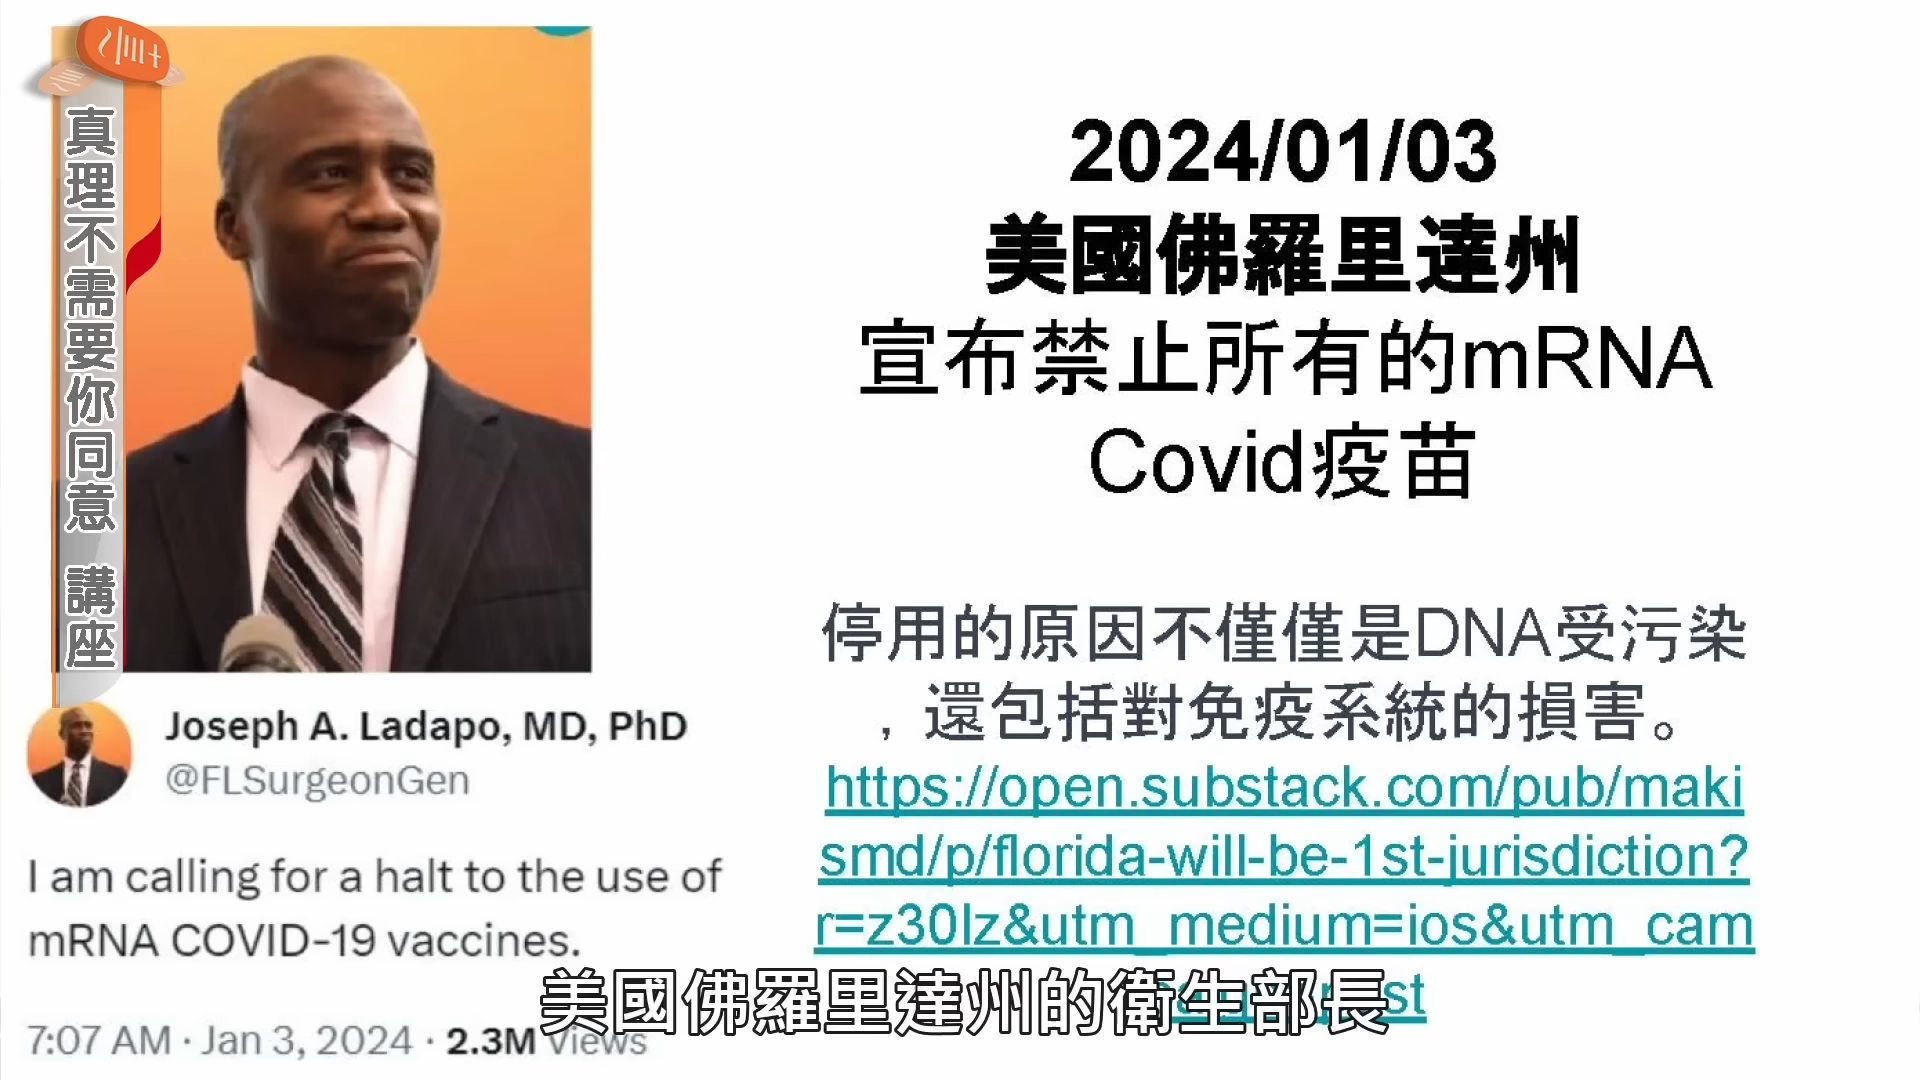 真理不需要你同意 講座
2024/01/03
美國佛羅里達州
宣布禁止所有的mRNA
Covid疫苗
停用的原因不僅僅是DNA受污染
，還包括對免疫系統的損害。
https://open.substack.com/pub/maki
smd/p/florida-will-be-1st-jurisdiction?
r=z30lz&utm_medium=ios&utm_cam
Joseph A. Ladapo, MD, PhD
@FLSurgeonGen
I am calling for a halt to the use of
mRNA COVID-19 vaccines.
7:07 AM · Jan 3, 2024 · 2.3M Views
美國佛羅里達州的衛生部長